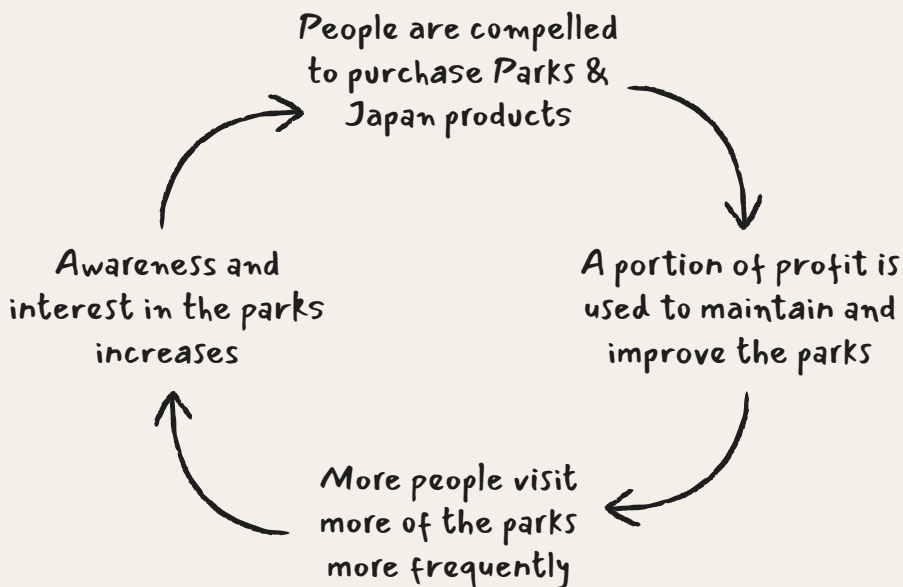 People are compelled
to purchase Parks &
Japan products
A portion of profit is
used to maintain and
improve the parks
More people visit
more of the parks
more frequently
Awareness and
interest in the parks
increases